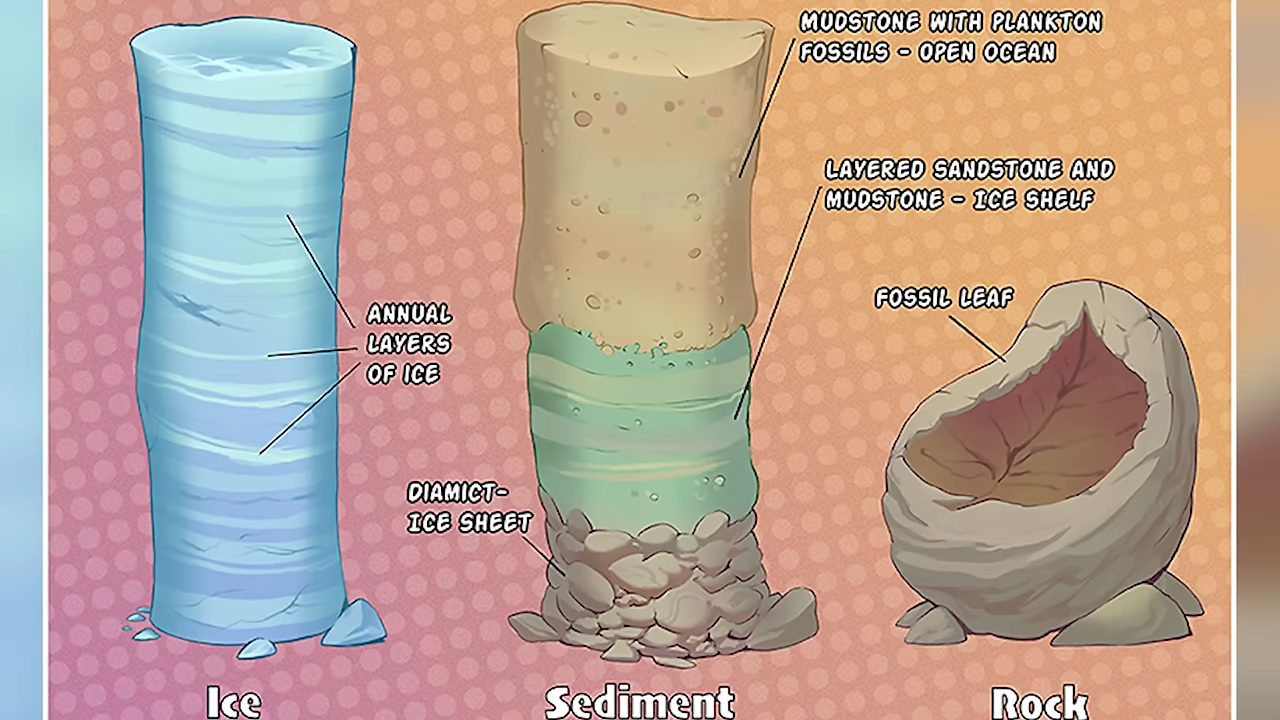 MUDSTONE WITH PLANKTON
FOSSILS - OPEN OCEAN
LAYERED SANDSTONE AND
MUDSTONE - ICE SHELF
FOSSIL LEAF
ANNUAL
LAYERS
OF ICE
DIAMICT-
ICE SHEET
Ice
Sediment
Rock